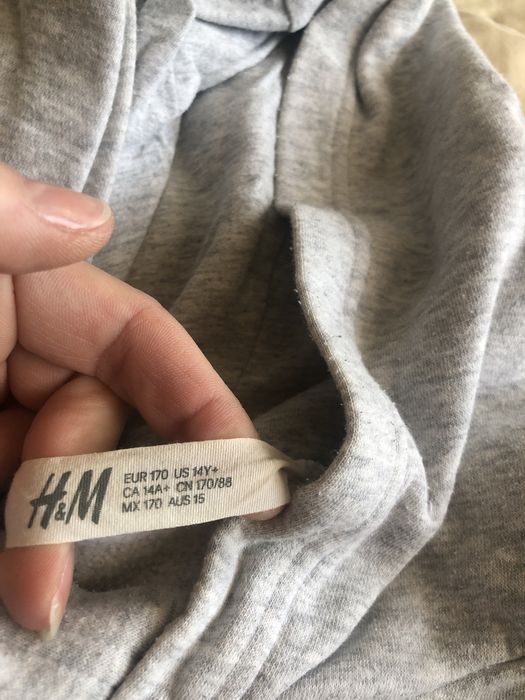 H&M
EUR 170 US 14Y+
CA 14A+ CN 170/88
MX 170 AUS 15